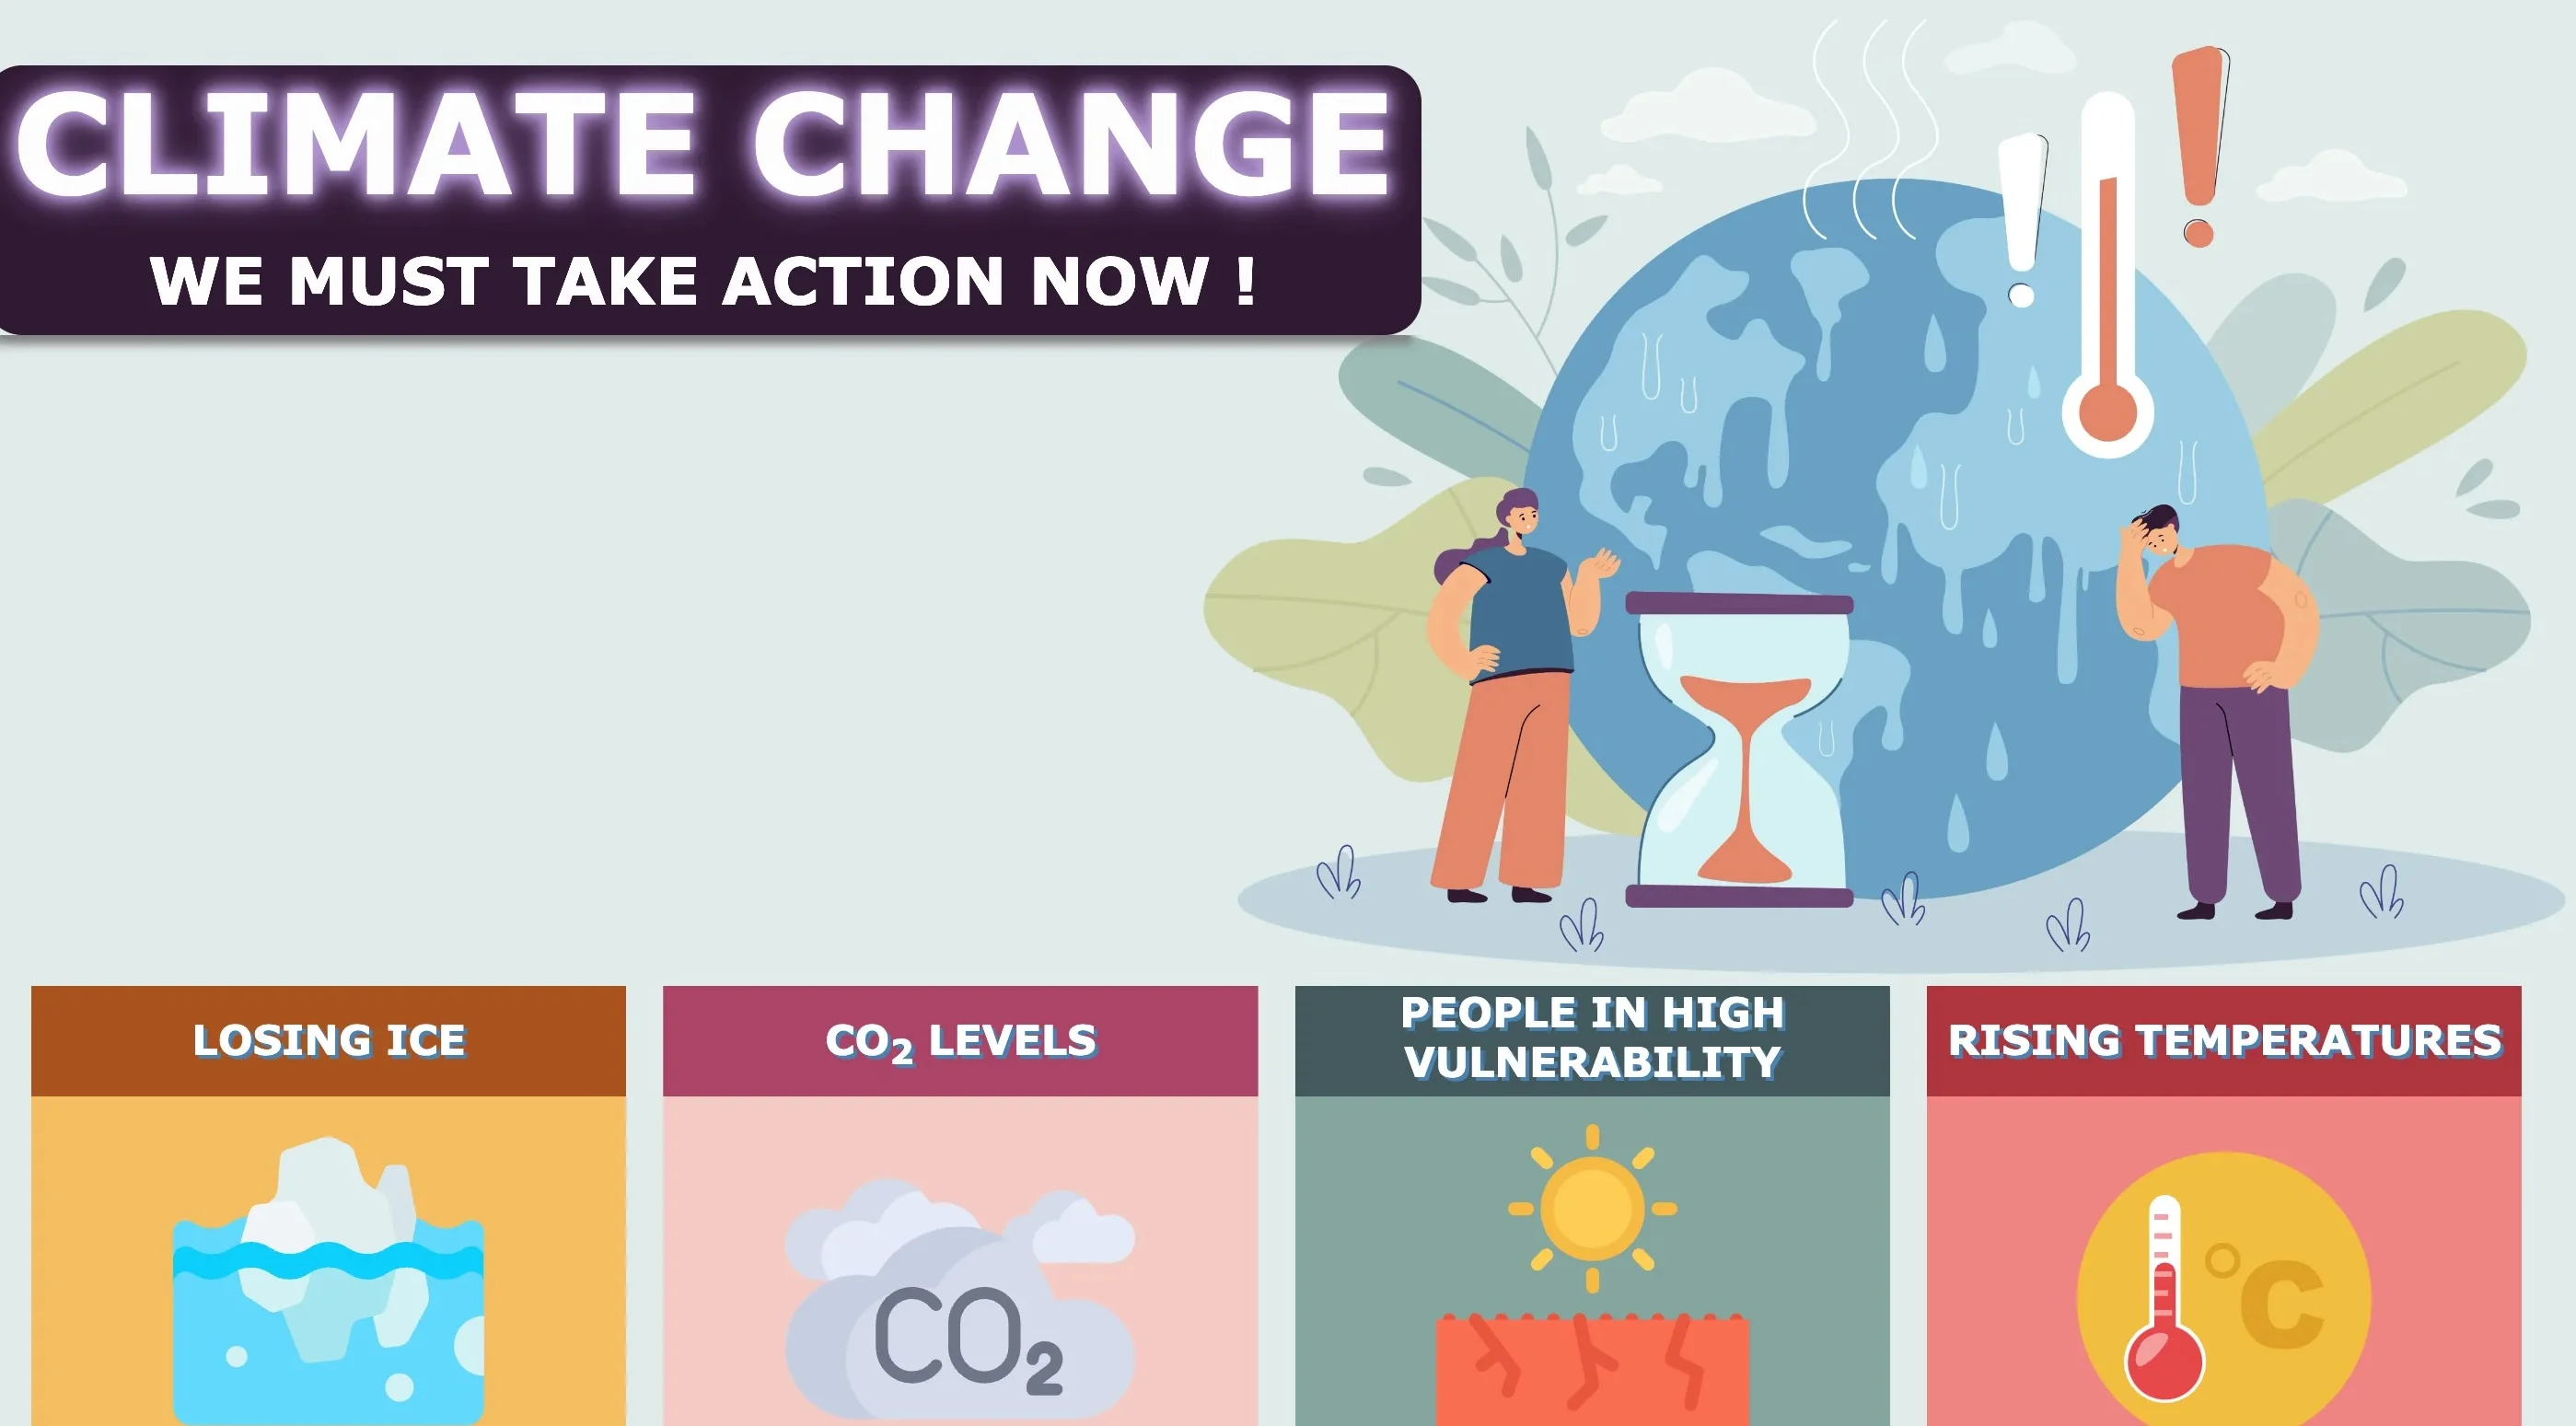 CLIMATE CHANGE
WE MUST TAKE ACTION NOW !
LOSING ICE
CO₂ LEVELS
PEOPLE IN HIGH
VULNERABILITY
RISING TEMPERATURES
CO₂
°C